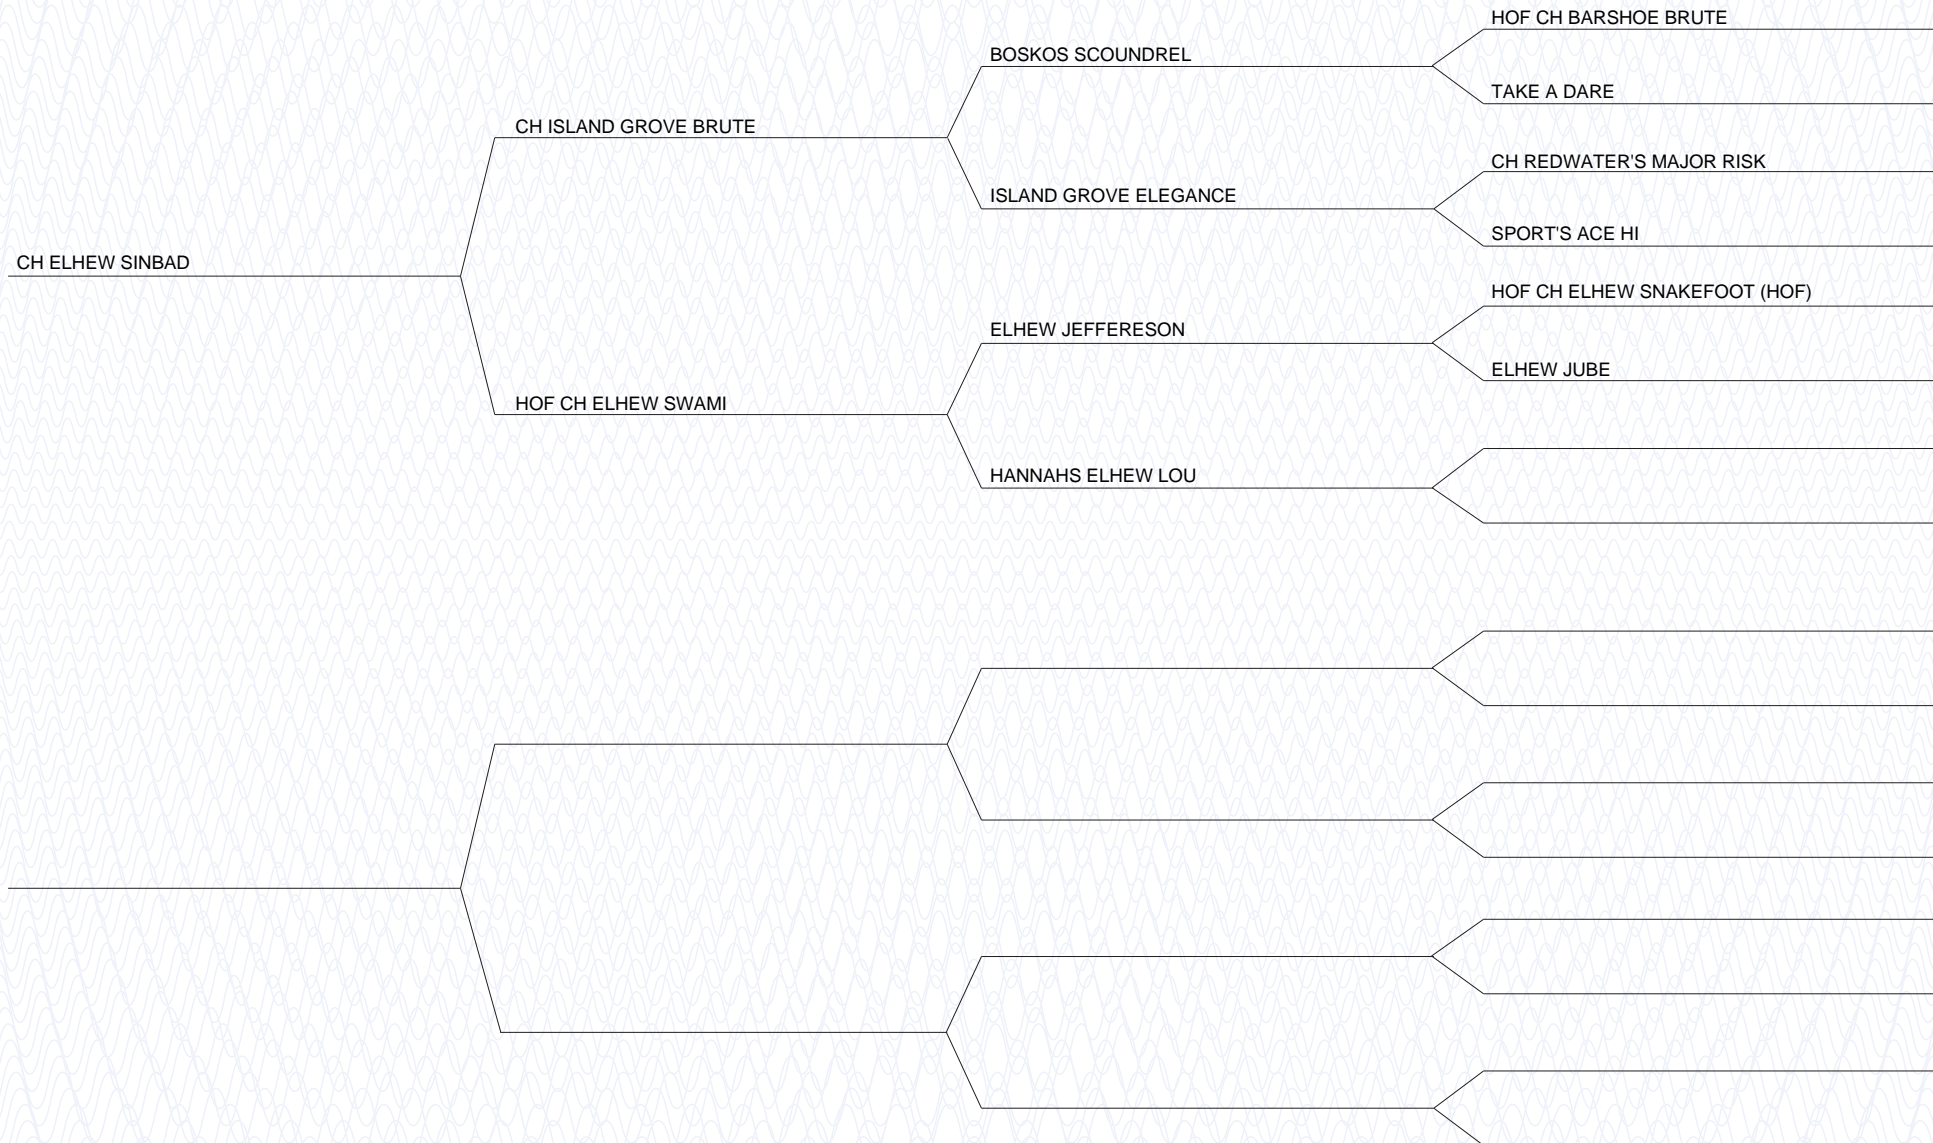 HOF CH BARSHOE BRUTE
BOSKOS SCOUNDREL
TAKE A DARE
CH ISLAND GROVE BRUTE
CH REDWATER'S MAJOR RISK
ISLAND GROVE ELEGANCE
SPORT'S ACE HI
CH ELHEW SINBAD
HOF CH ELHEW SNAKEFOOT (HOF)
ELHEW JEFFERESON
ELHEW JUBE
HOF CH ELHEW SWAMI
HANNAHS ELHEW LOU